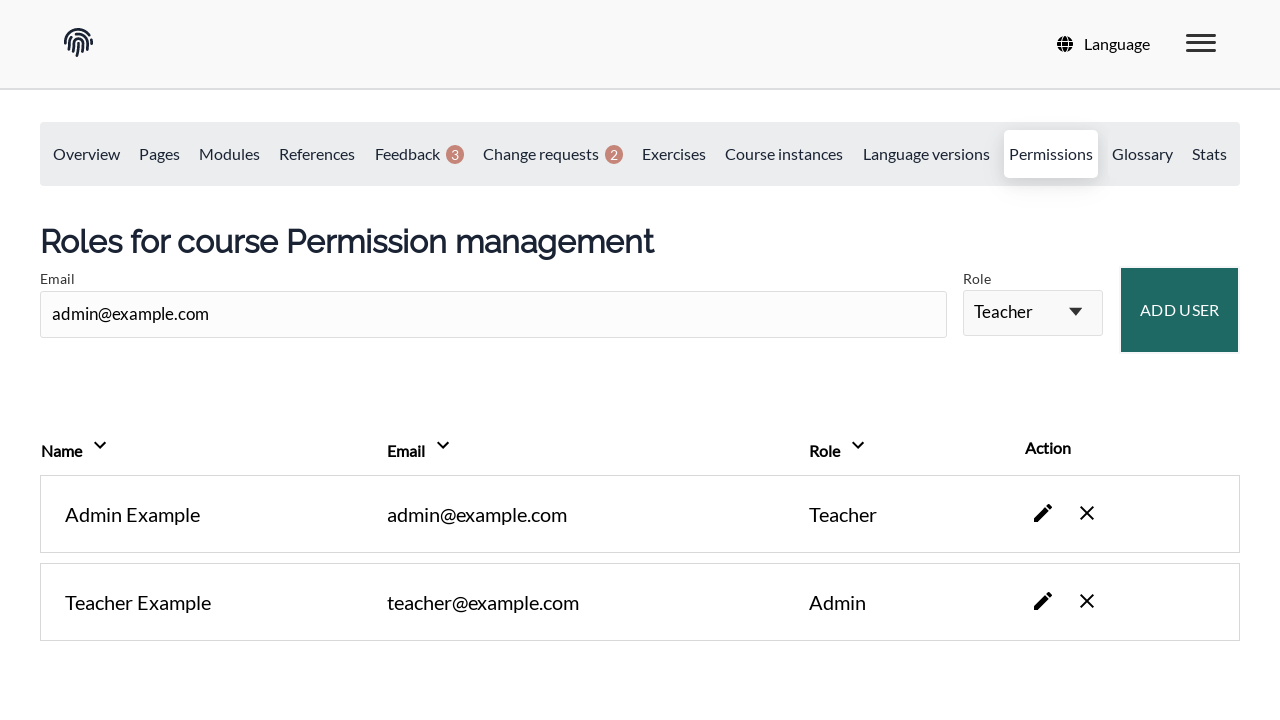 Language
Overview Pages Modules References Feedback 3 Change requests 2 Exercises Course instances Language versions Permissions Glossary Stats
Roles for course Permission management
Email Role
admin@example.com Teacher ADD USER
Name Email Role Action
Admin Example admin@example.com Teacher
Teacher Example teacher@example.com Admin